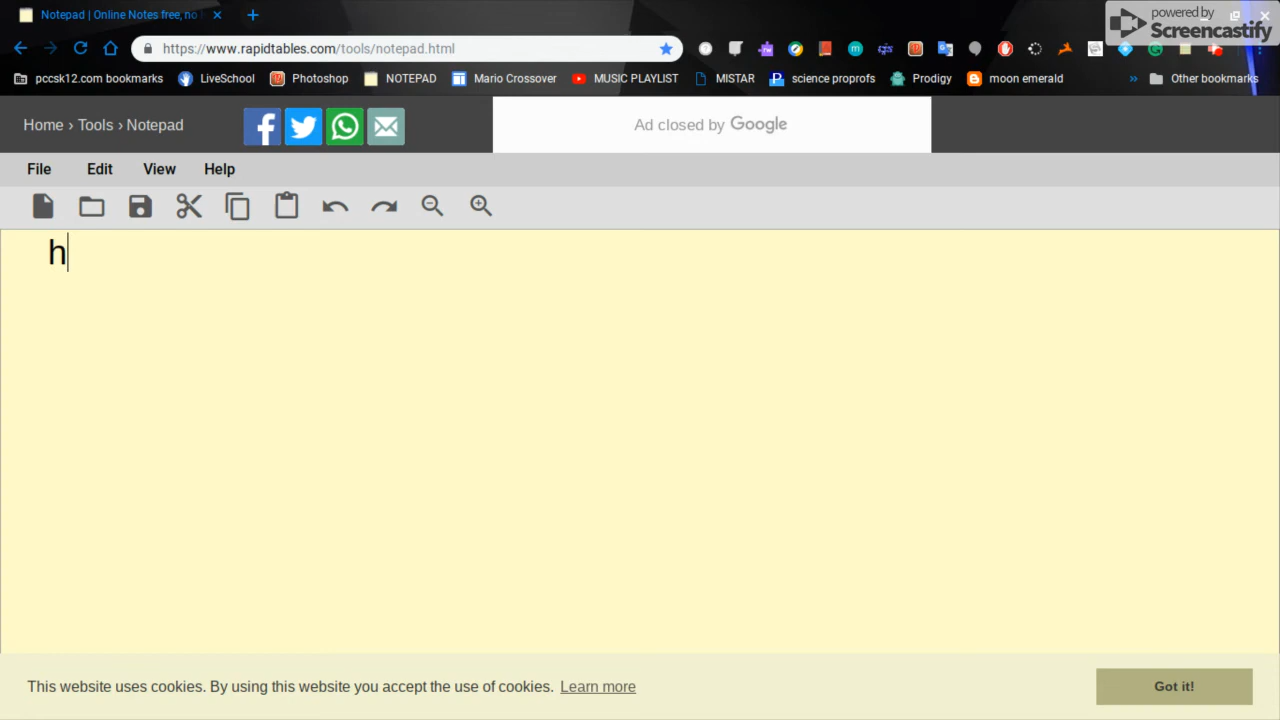 Notepad | Online Notes free, no
powered by
Screencastify
https://www.rapidtables.com/tools/notepad.html
pccsk12.com bookmarks LiveSchool Photoshop NOTEPAD Mario Crossover MUSIC PLAYLIST MISTAR science proprofs Prodigy moon emerald » Other bookmarks
Home › Tools › Notepad
Ad closed by Google
File Edit View Help
h
This website uses cookies. By using this website you accept the use of cookies. Learn more
Got it!